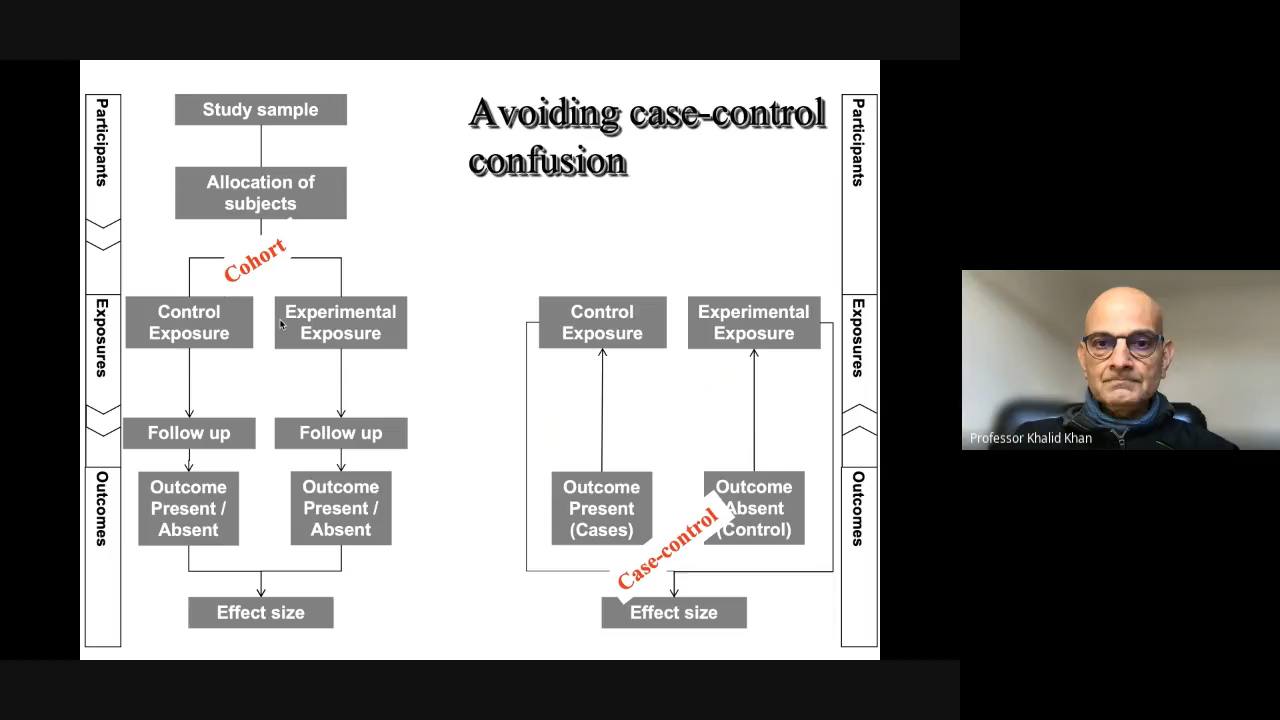 Avoiding case-control
confusion
Participants
Exposures
Outcomes
Study sample
Allocation of
subjects
Cohort
Control
Exposure
Experimental
Exposure
Follow up
Follow up
Outcome
Present /
Absent
Outcome
Present /
Absent
Effect size
Control
Exposure
Experimental
Exposure
Outcome
Present
(Cases)
Outcome
Absent
(Control)
Case-control
Effect size
Participants
Exposures
Outcomes
Professor Khalid Khan